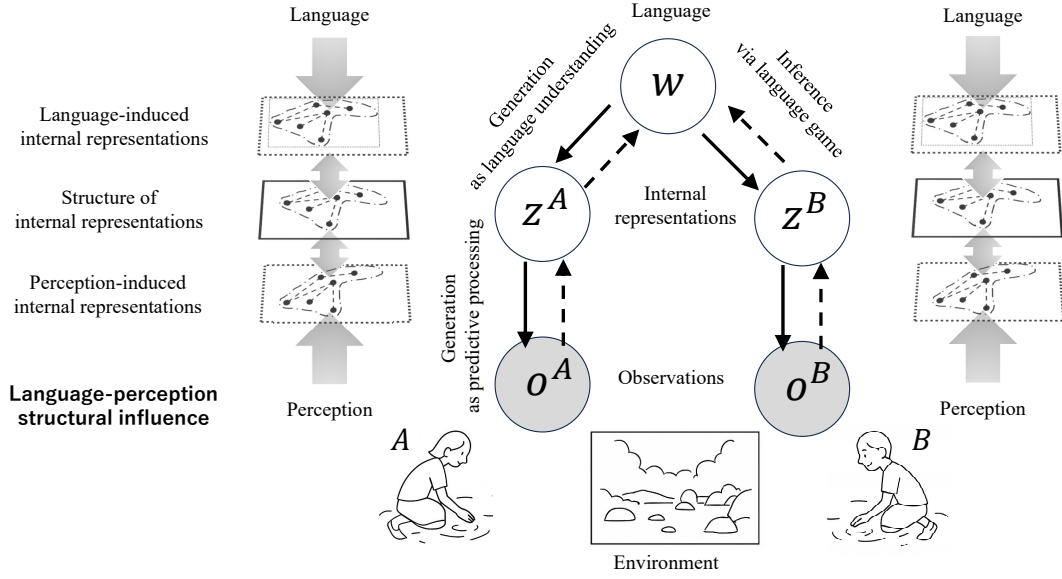 Language
Language-induced
internal representations
Structure of
internal representations
Perception-induced
internal representations
Language-perception
structural influence
Perception
Generation
as language understanding
Language
w
Inference
via language game
z^A
Internal
representations
z^B
Generation
as predictive processing
o^A
Observations
o^B
A
B
Environment
Language
Perception